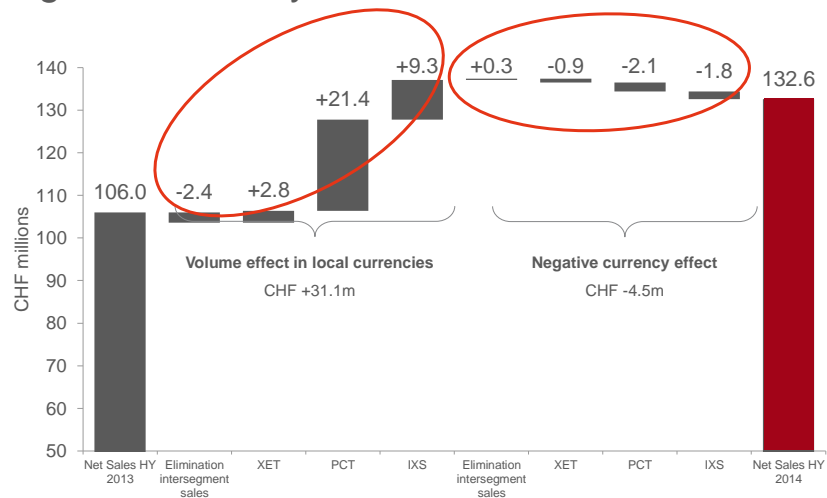 140
130
120
110
100
90
80
70
60
50
CHF millions
106.0
-2.4
+2.8
+21.4
+9.3
+0.3
-0.9
-2.1
-1.8
132.6
Volume effect in local currencies
CHF +31.1m
Negative currency effect
CHF -4.5m
Net Sales HY
2013
Elimination
intersegment
sales
XET
PCT
IXS
Elimination
intersegment
sales
XET
PCT
IXS
Net Sales HY
2014